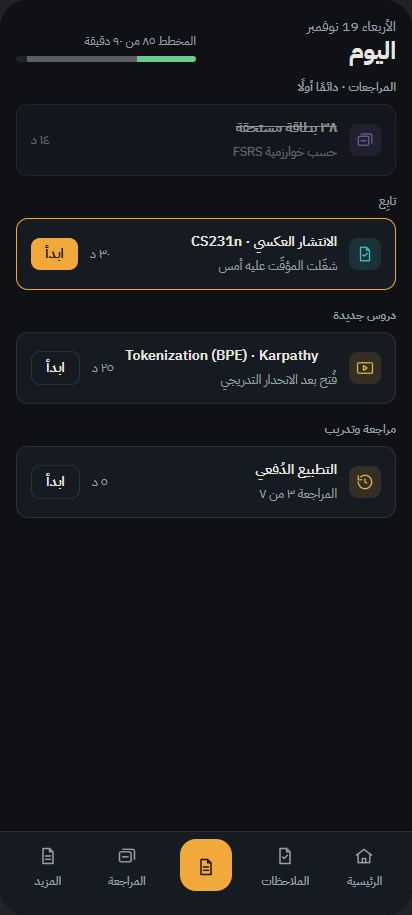 الأربعاء 19 نوفمبر
اليوم
المخطط ٨٥ من ٩٠ دقيقة
المراجعات · دائمًا أولًا
٣٨ بطاقة مستحقة
حسب خوارزمية FSRS
١٤ د
تابِع
الانتشار العكسي · CS231n
شغّلت المؤقّت عليه أمس
٣٠ د
ابدأ
دروس جديدة
Tokenization (BPE) · Karpathy
فُتح بعد الانحدار التدريجي
٢٥ د
ابدأ
مراجعة وتدريب
التطبيع الدُفعي
المراجعة ٣ من ٧
٥ د
ابدأ
الرئيسية
الملاحظات
المراجعة
المزيد